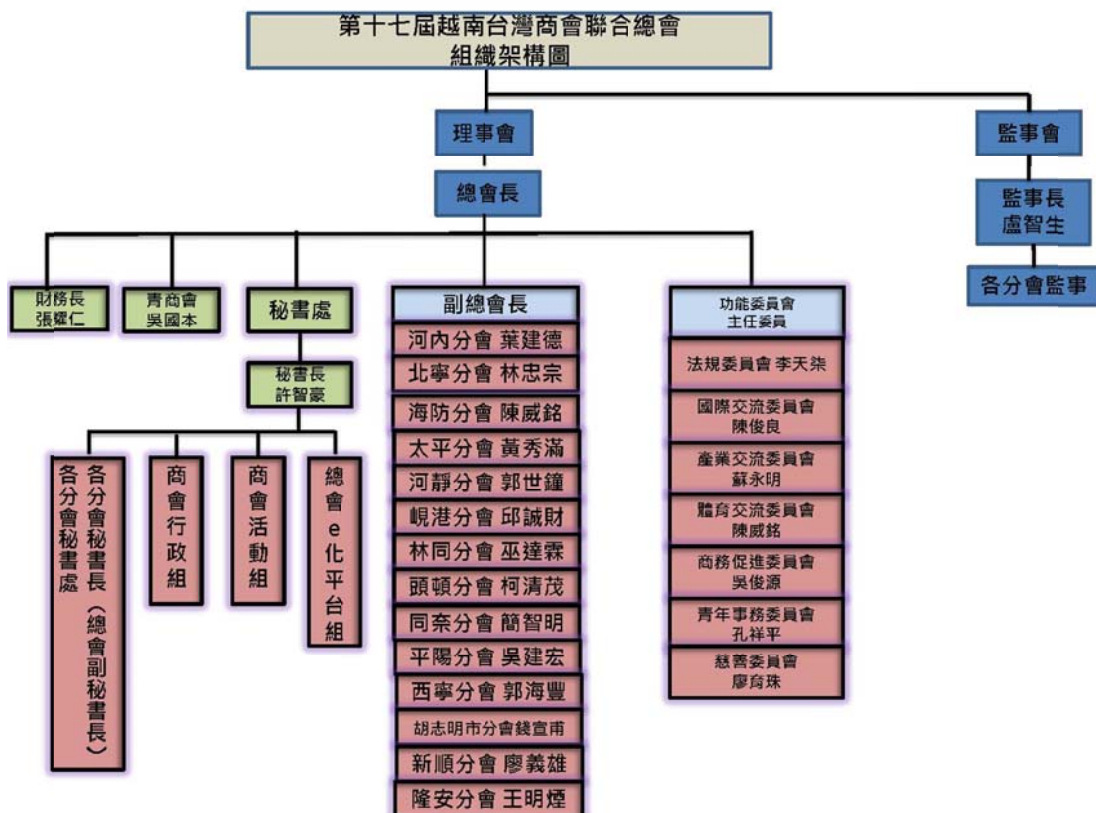 第十七屆越南台灣商會聯合總會
組織架構圖
理事會
監事會
總會長
監事長
盧智生
各分會監事
財務長
張耀仁
青商會
吳國本
秘書處
秘書長
許智豪
各分會秘書長（總會副秘書長）
各分會秘書處
商會行政組
商會活動組
總會e化平台組
副總會長
河內分會 葉建德
北寧分會 林忠宗
海防分會 陳威銘
太平分會 黃秀滿
河靜分會 郭世鐘
峴港分會 邱誠財
林同分會 巫達霖
頭頓分會 柯清茂
同奈分會 簡智明
平陽分會 吳建宏
西寧分會 郭海豐
胡志明市分會錢宣甫
新順分會 廖義雄
隆安分會 王明煙
功能委員會
主任委員
法規委員會 李天柒
國際交流委員會
陳俊良
產業交流委員會
蘇永明
體育交流委員會
陳威銘
商務促進委員會
吳俊源
青年事務委員會
孔祥平
慈善委員會
廖育珠